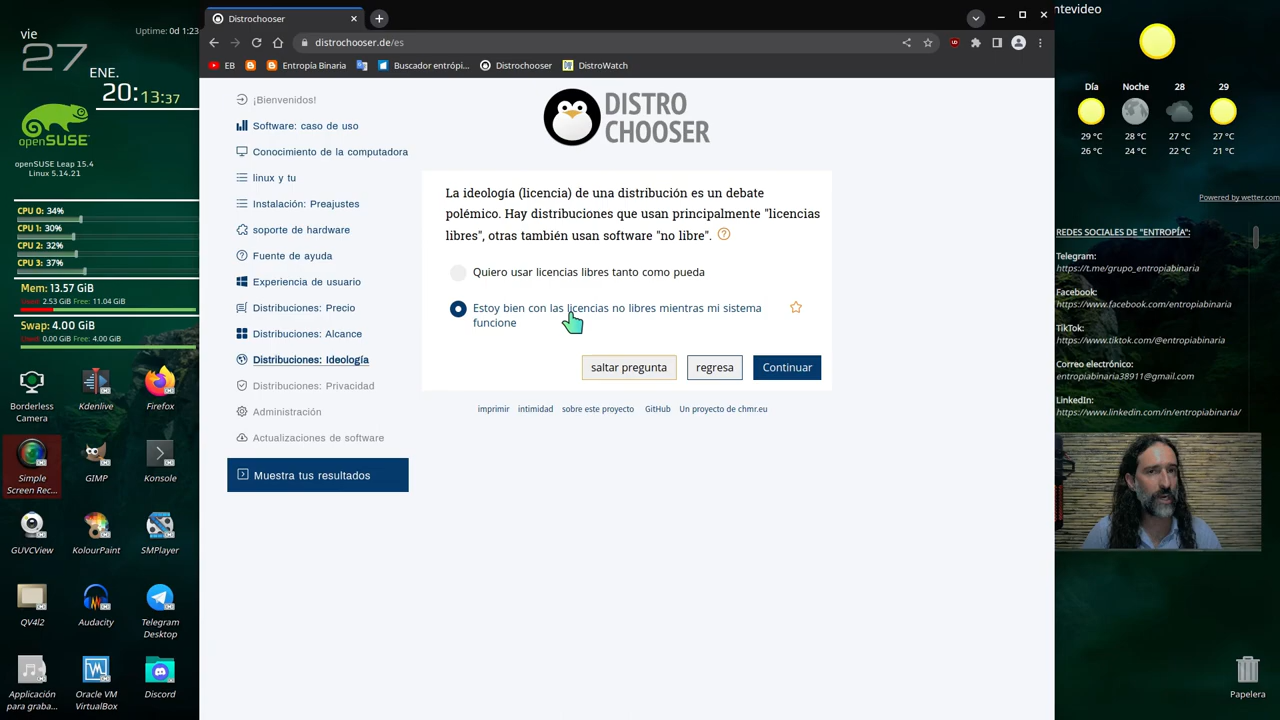 vie
27
Uptime: 0d 1:23
ENE.
20:13:37
openSUSE
openSUSE Leap 15.4
Linux 5.14.21
CPU 0: 34%
CPU 1: 30%
CPU 2: 32%
CPU 3: 37%
Mem: 13.57 GiB
Used: 2.53 GiB Free: 11.04 GiB
Swap: 4.00 GiB
Used: 0.00 GiB Free: 4.00 GiB
Borderless Camera
Kdenlive
Firefox
Simple Screen Rec...
GIMP
Konsole
GUVCView
KolourPaint
SMPlayer
QV4l2
Audacity
Telegram Desktop
Aplicación para graba...
Oracle VM VirtualBox
Discord
Distrochooser
distrochooser.de/es
EB
Entropía Binaria
Buscador entrópi...
Distrochooser
DistroWatch
¡Bienvenidos!
Software: caso de uso
Conocimiento de la computadora
linux y tu
Instalación: Preajustes
soporte de hardware
Fuente de ayuda
Experiencia de usuario
Distribuciones: Precio
Distribuciones: Alcance
Distribuciones: Ideología
Distribuciones: Privacidad
Administración
Actualizaciones de software
Muestra tus resultados
DISTRO
CHOOSER
La ideología (licencia) de una distribución es un debate
polémico. Hay distribuciones que usan principalmente "licencias
libres", otras también usan software "no libre".
Quiero usar licencias libres tanto como pueda
Estoy bien con las licencias no libres mientras mi sistema
funcione
saltar pregunta
regresa
Continuar
imprimir intimidad sobre este proyecto GitHub Un proyecto de chmr.eu
ntevideo
Día Noche 28 29
29 °C 28 °C 27 °C 27 °C
26 °C 24 °C 22 °C 21 °C
Powered by wetter.com
REDES SOCIALES DE "ENTROPÍA":
Telegram:
https://t.me/grupo_entropiabinaria
Facebook:
https://www.facebook.com/entropiabinaria
TikTok:
https://www.tiktok.com/@entropiabinaria
Correo electrónico:
entropiabinaria38911@gmail.com
LinkedIn:
https://www.linkedin.com/in/entropiabinaria/
Papelera